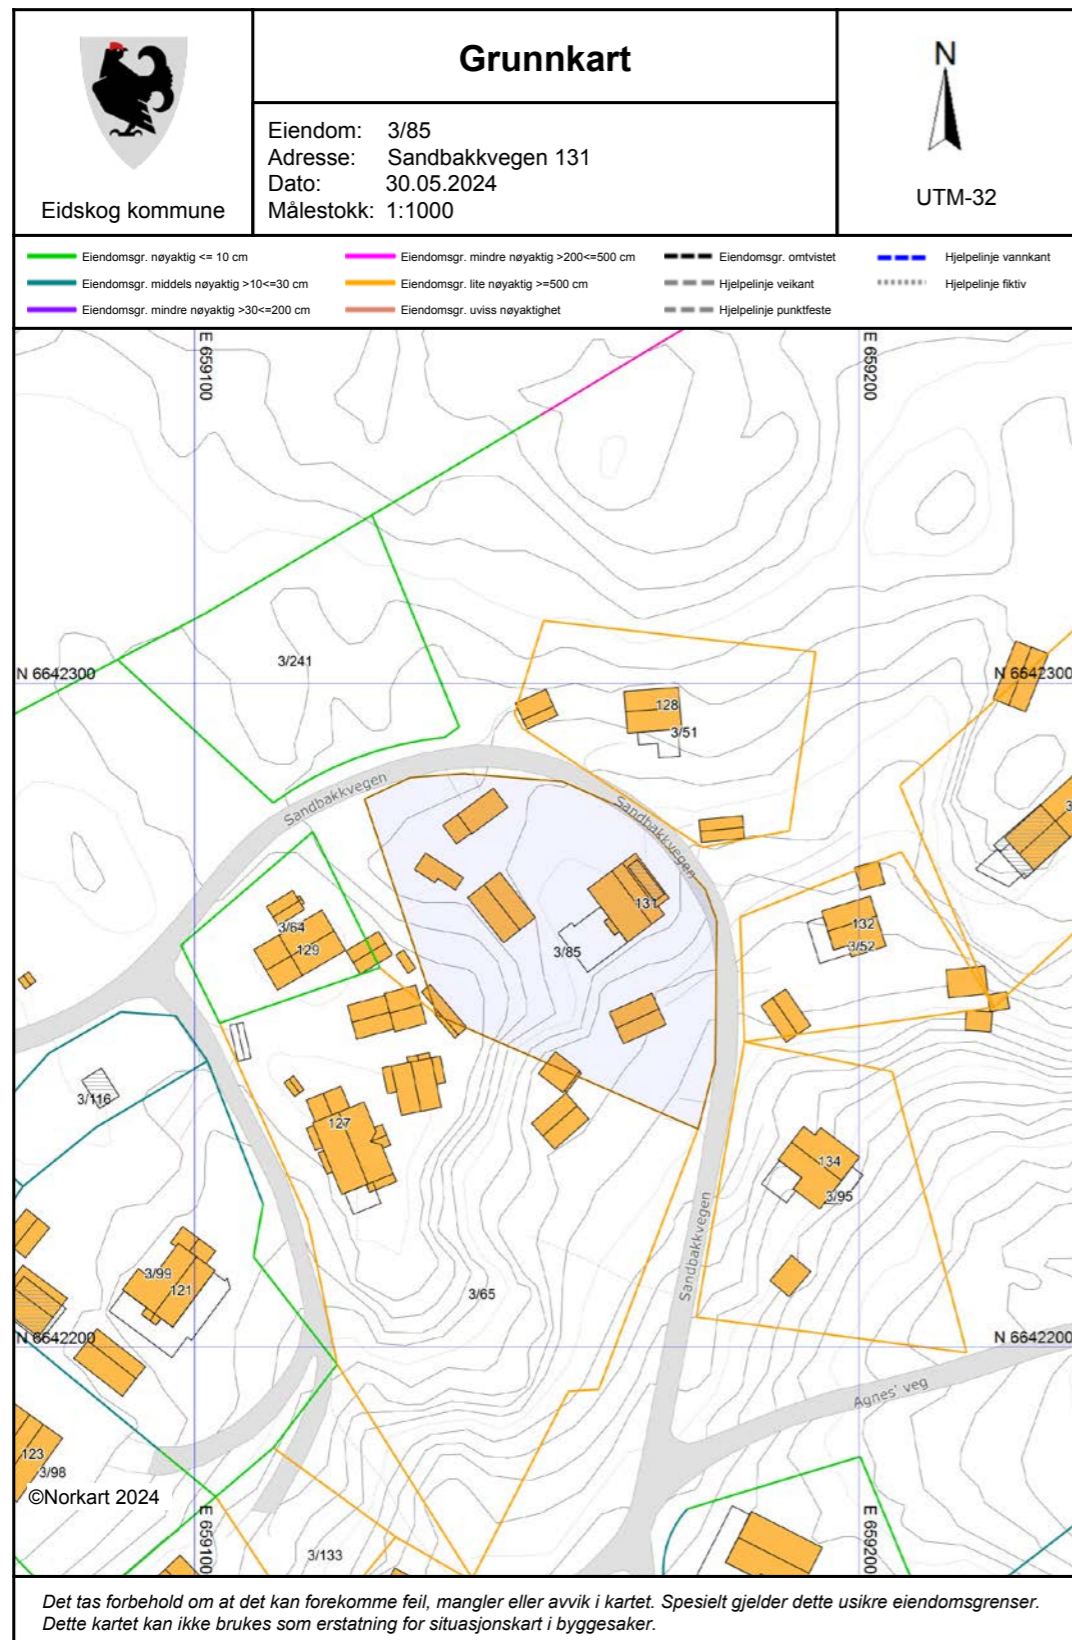 Grunnkart
Eidskog kommune
Eiendom: 3/85
Adresse: Sandbakkvegen 131
Dato: 30.05.2024
Målestokk: 1:1000
N
UTM-32
Eiendomsgr. nøyaktig <= 10 cm
Eiendomsgr. middels nøyaktig >10<=30 cm
Eiendomsgr. mindre nøyaktig >30<=200 cm
Eiendomsgr. mindre nøyaktig >200<=500 cm
Eiendomsgr. lite nøyaktig >=500 cm
Eiendomsgr. uviss nøyaktighet
Eiendomsgr. omtvistet
Hjelpelinje veikant
Hjelpelinje punktfeste
Hjelpelinje vannkant
Hjelpelinje fiktiv
E 659100
E 659200
3/241
N 6642300
N 6642300
128
3/51
Sandbakkvegen
Sandbakkvegen
131
3/85
3/64
129
132
3/52
3/116
127
134
3/95
3/99
121
3/65
Sandbakkvegen
N 6642200
N 6642200
Agnes' veg
123
3/98
©Norkart 2024
E 659100
E 659200
3/133
Det tas forbehold om at det kan forekomme feil, mangler eller avvik i kartet. Spesielt gjelder dette usikre eiendomsgrenser.
Dette kartet kan ikke brukes som erstatning for situasjonskart i byggesaker.